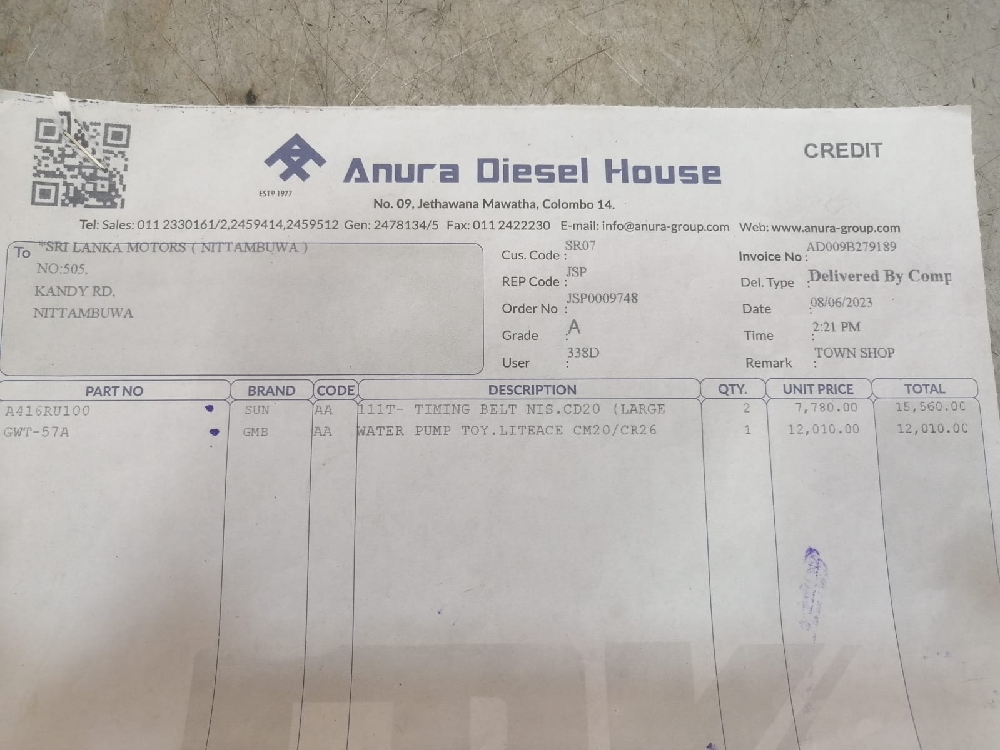 CREDIT
ESTD 1977
Anura Diesel House
No. 09, Jethawana Mawatha, Colombo 14.
Tel: Sales: 011 2330161/2,2459414,2459512 Gen: 2478134/5 Fax: 011 2422230 E-mail: info@anura-group.com Web: www.anura-group.com
To *SRI LANKA MOTORS ( NITTAMBUWA )
NO:505,
KANDY RD,
NITTAMBUWA
Cus. Code : SR07
REP Code : JSP
Order No : JSP0009748
Grade : A
User : 338D
Invoice No : AD009B279189
Del. Type : Delivered By Comp
Date : 08/06/2023
Time : 2:21 PM
Remark : TOWN SHOP
PART NO BRAND CODE DESCRIPTION QTY. UNIT PRICE TOTAL
A416RU100 SUN AA 111T- TIMING BELT NIS.CD20 (LARGE 2 7,780.00 15,560.00
GWT-57A GMB AA WATER PUMP TOY.LITEACE CM20/CR26 1 12,010.00 12,010.00